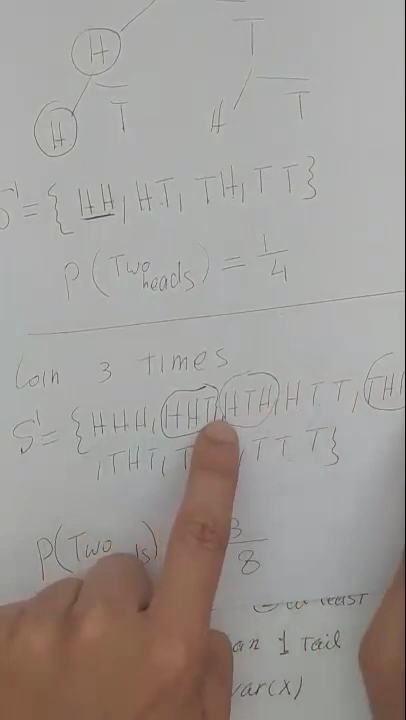 H T
H T H T
S = { HH, HT, TH, TT}
P (Two heads) = 1/4
Coin 3 times
S = { HHH, HHT, HTH, HTT, THH
, THT, T , TTT}
P(Two s) 3/8
least
an 1 Tail
var(x)